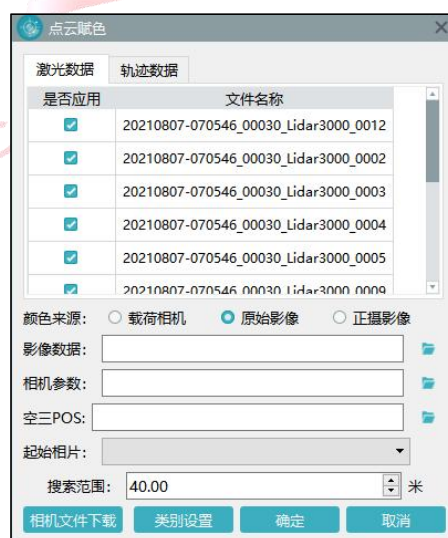 点云赋色
激光数据 轨迹数据
是否应用 文件名称
20210807-070546_00030_Lidar3000_0012
20210807-070546_00030_Lidar3000_0002
20210807-070546_00030_Lidar3000_0003
20210807-070546_00030_Lidar3000_0004
20210807-070546_00030_Lidar3000_0005
20210807-070546_00030_Lidar3000_0009
颜色来源: 载荷相机 原始影像 正摄影像
影像数据:
相机参数:
空三POS:
起始相片:
搜索范围: 40.00 米
相机文件下载 类别设置 确定 取消